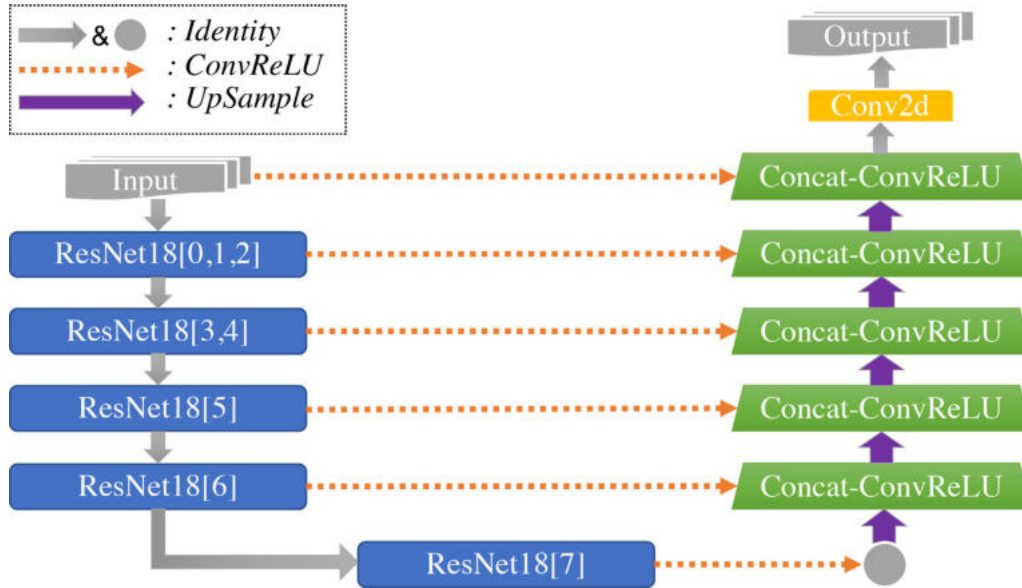 & : Identity
: ConvReLU
: UpSample
Output
Conv2d
Input
Concat-ConvReLU
ResNet18[0,1,2]
Concat-ConvReLU
ResNet18[3,4]
Concat-ConvReLU
ResNet18[5]
Concat-ConvReLU
ResNet18[6]
Concat-ConvReLU
ResNet18[7]